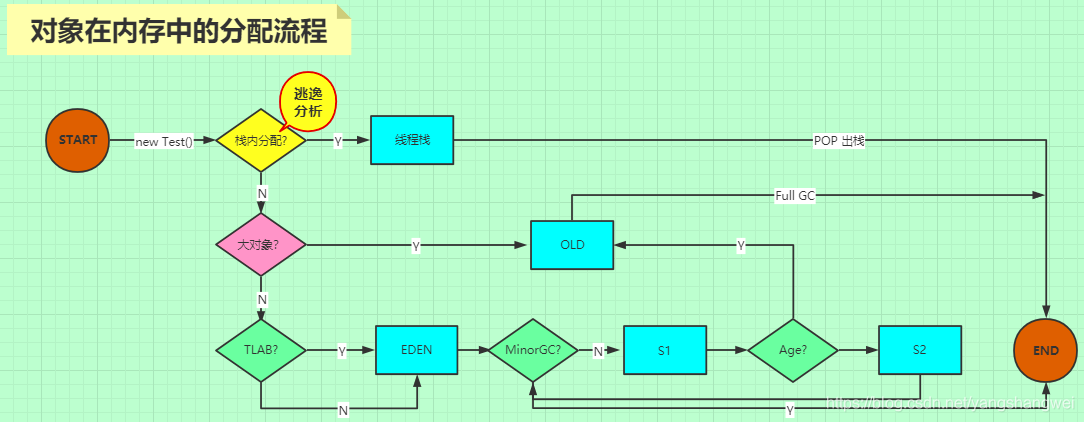 对象在内存中的分配流程
逃逸
分析
START
new Test()
栈内分配?
Y
线程栈
POP 出栈
N
Full GC
大对象?
Y
OLD
Y
N
TLAB?
Y
EDEN
MinorGC?
N
S1
Age?
S2
END
N
Y
https://blog.csdn.net/yangshangwei